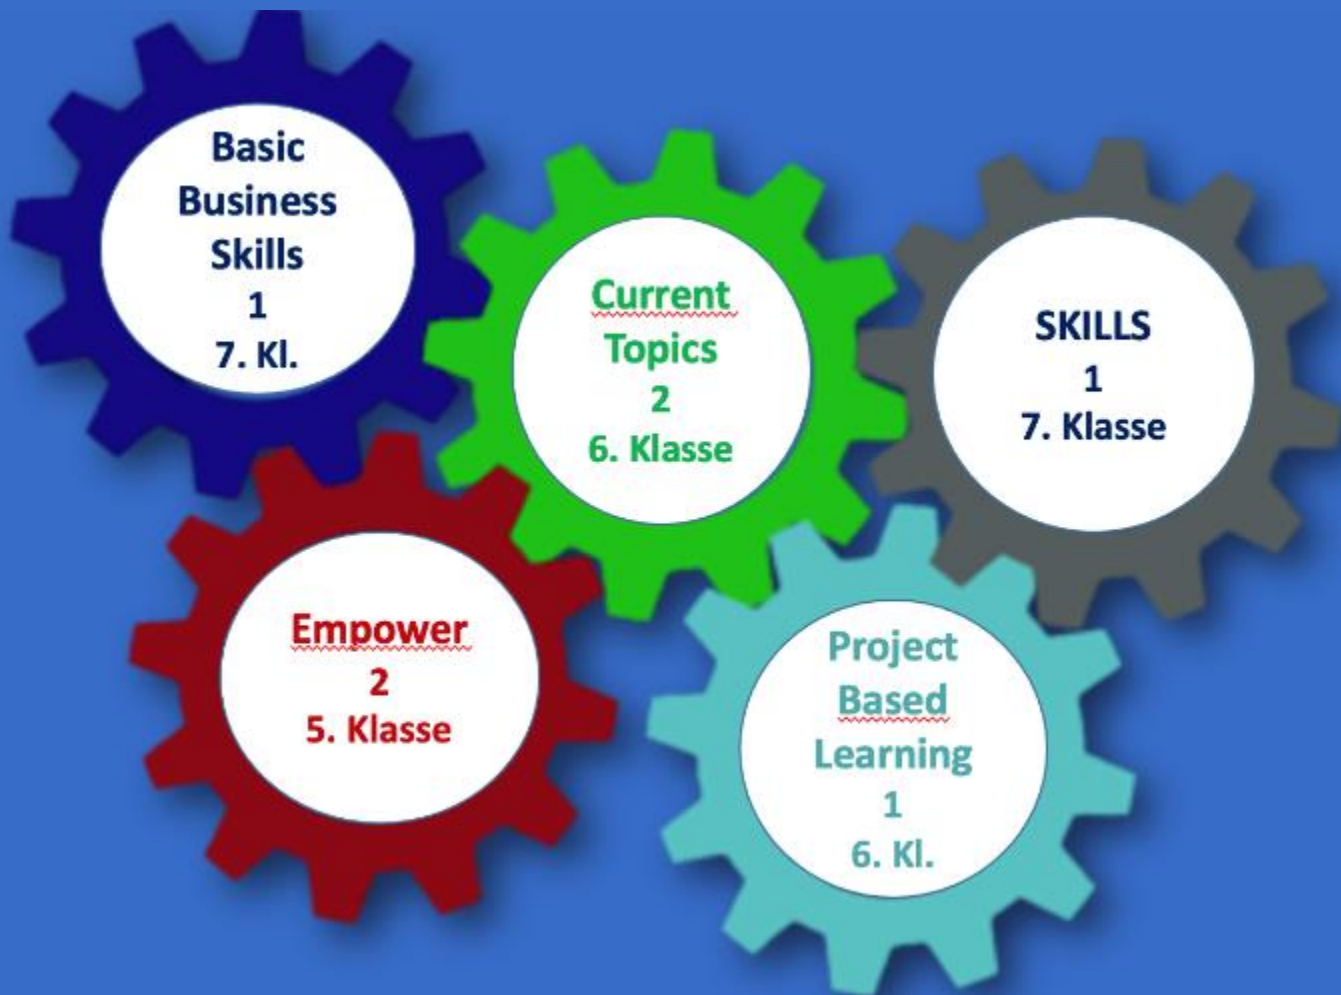 Basic
Business
Skills
1
7. Kl.
Current
Topics
2
6. Klasse
SKILLS
1
7. Klasse
Empower
2
5. Klasse
Project
Based
Learning
1
6. Kl.